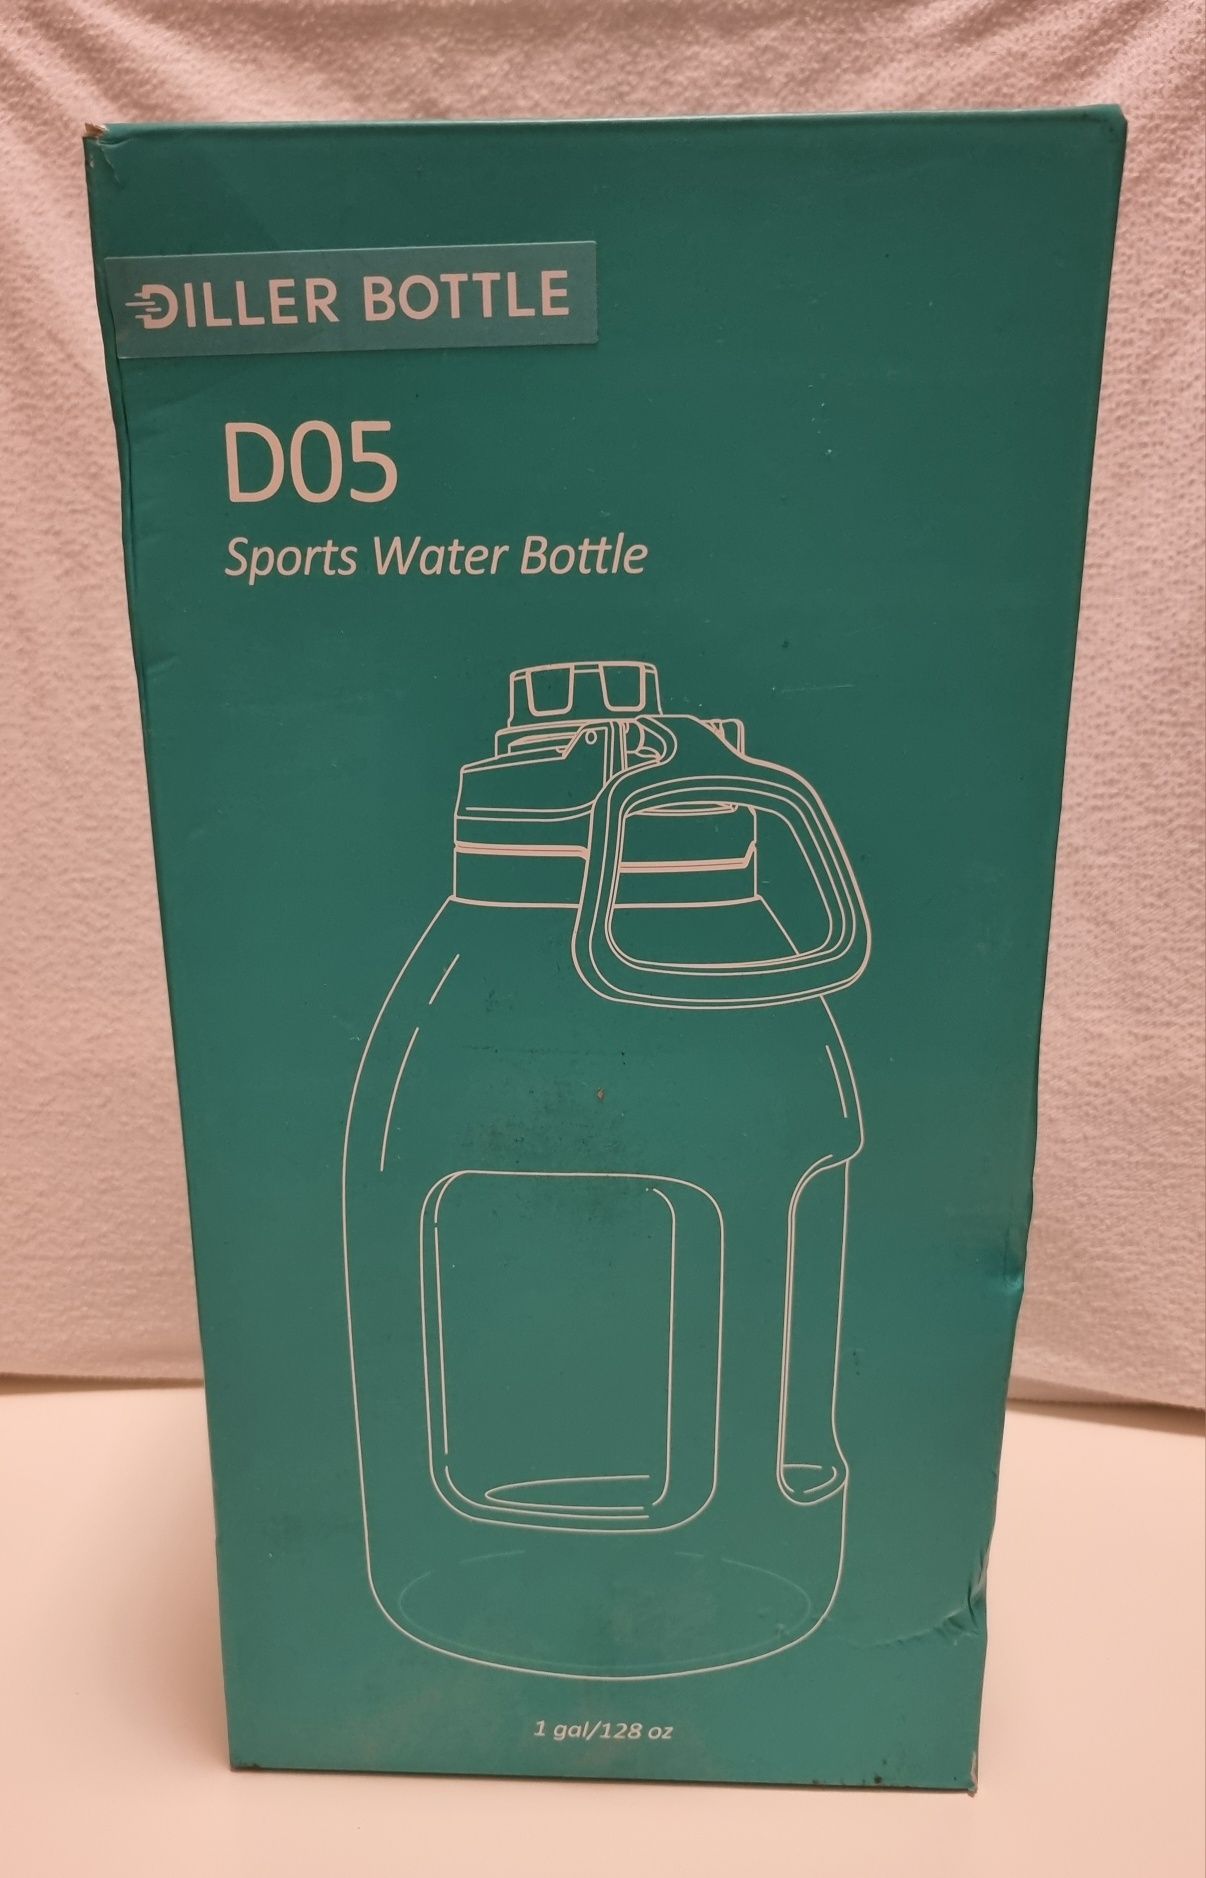 DILLER BOTTLE
D05
Sports Water Bottle
1 gal/128 oz